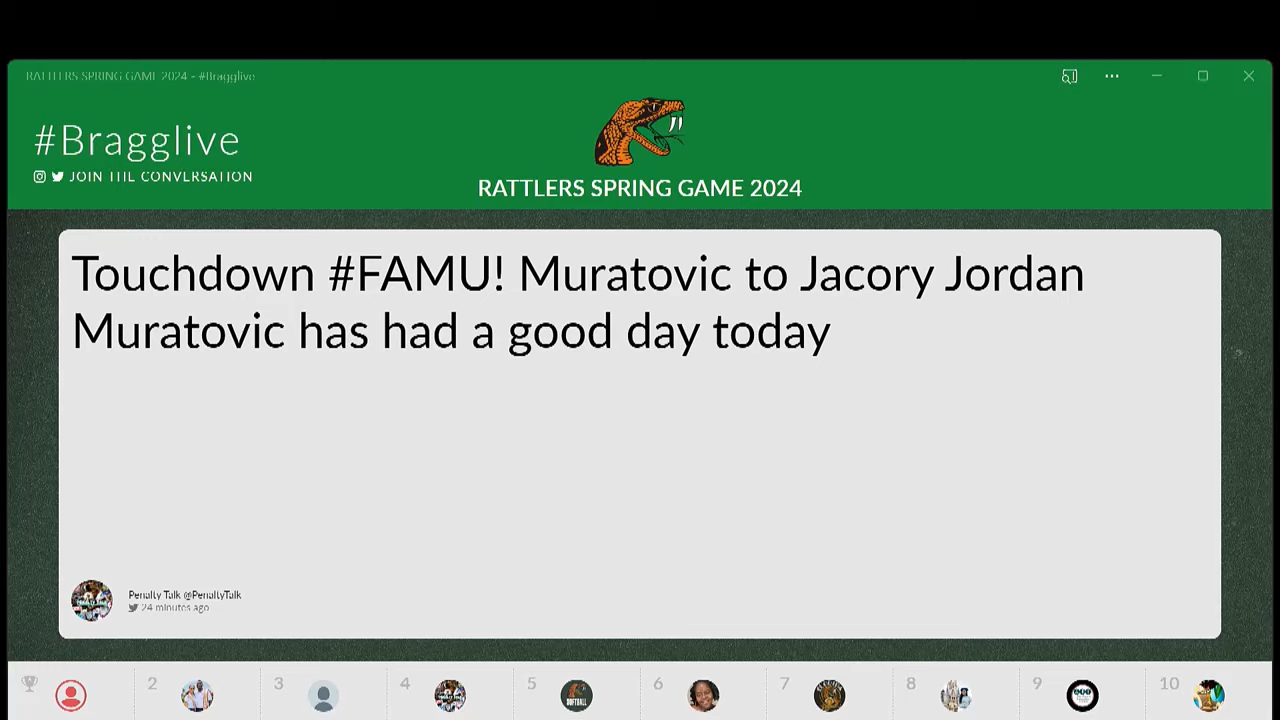 RATTLERS SPRING GAME 2024 - #Bragglive
#Bragglive
JOIN THE CONVERSATION
RATTLERS SPRING GAME 2024
Touchdown #FAMU! Muratovic to Jacory Jordan
Muratovic has had a good day today
Penalty Talk @PenaltyTalk
24 minutes ago
2 3 4 5 6 7 8 9 10
SOFTBALL